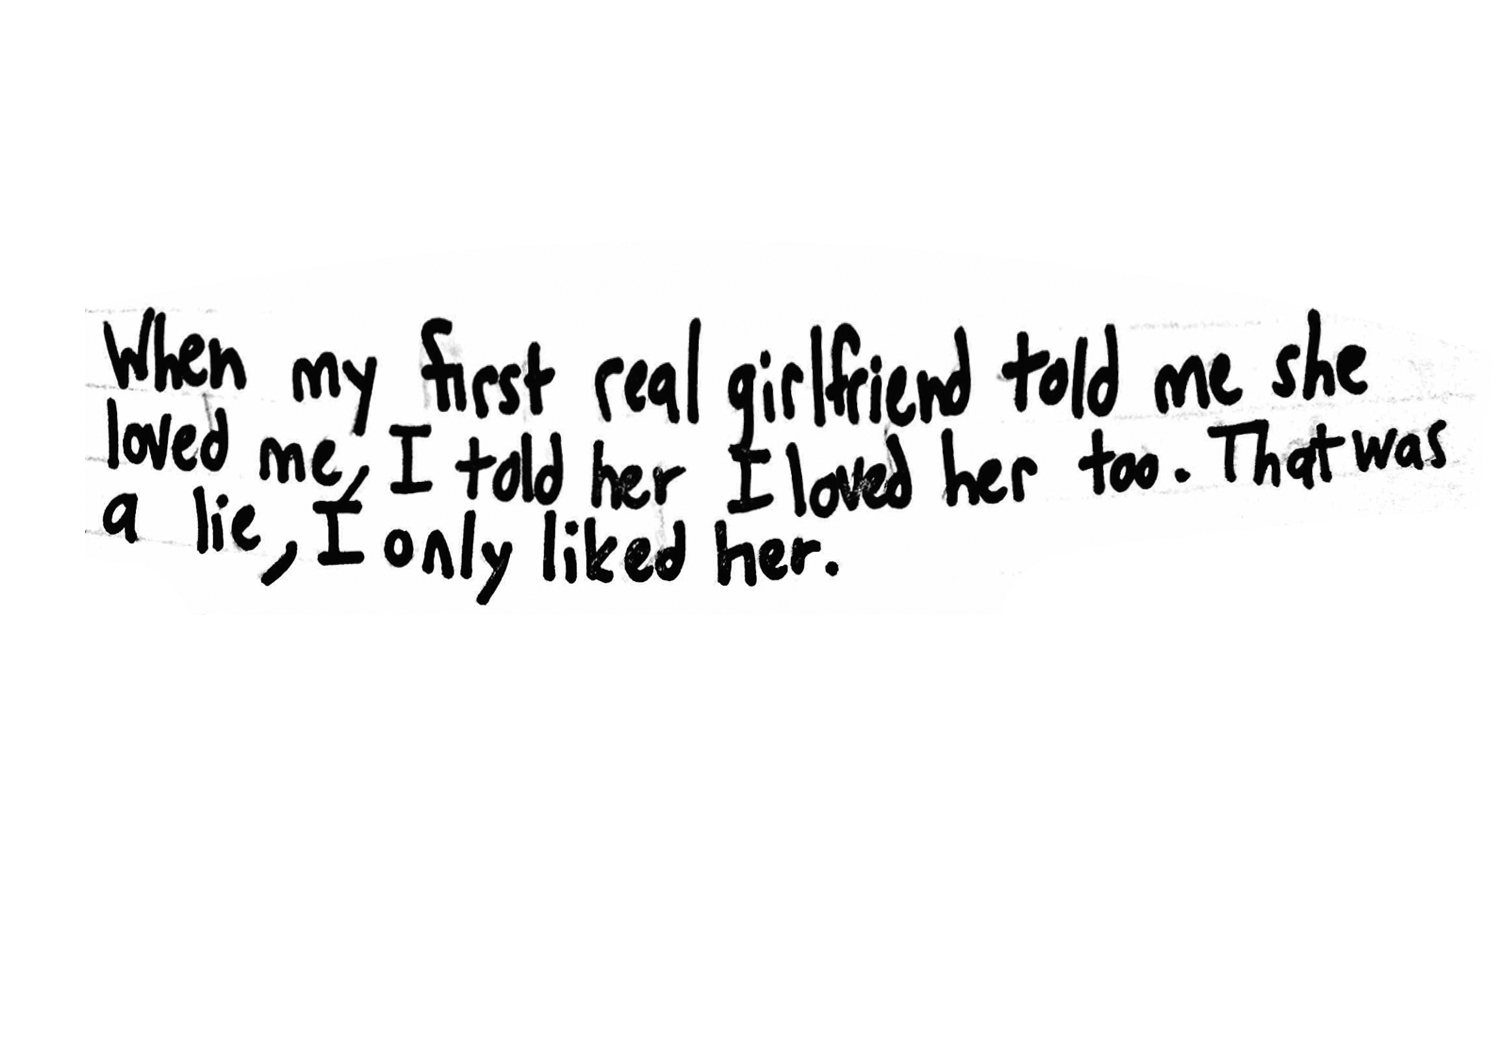 When my first real girlfriend told me she
loved me, I told her I loved her too. That was
a lie, I only liked her.